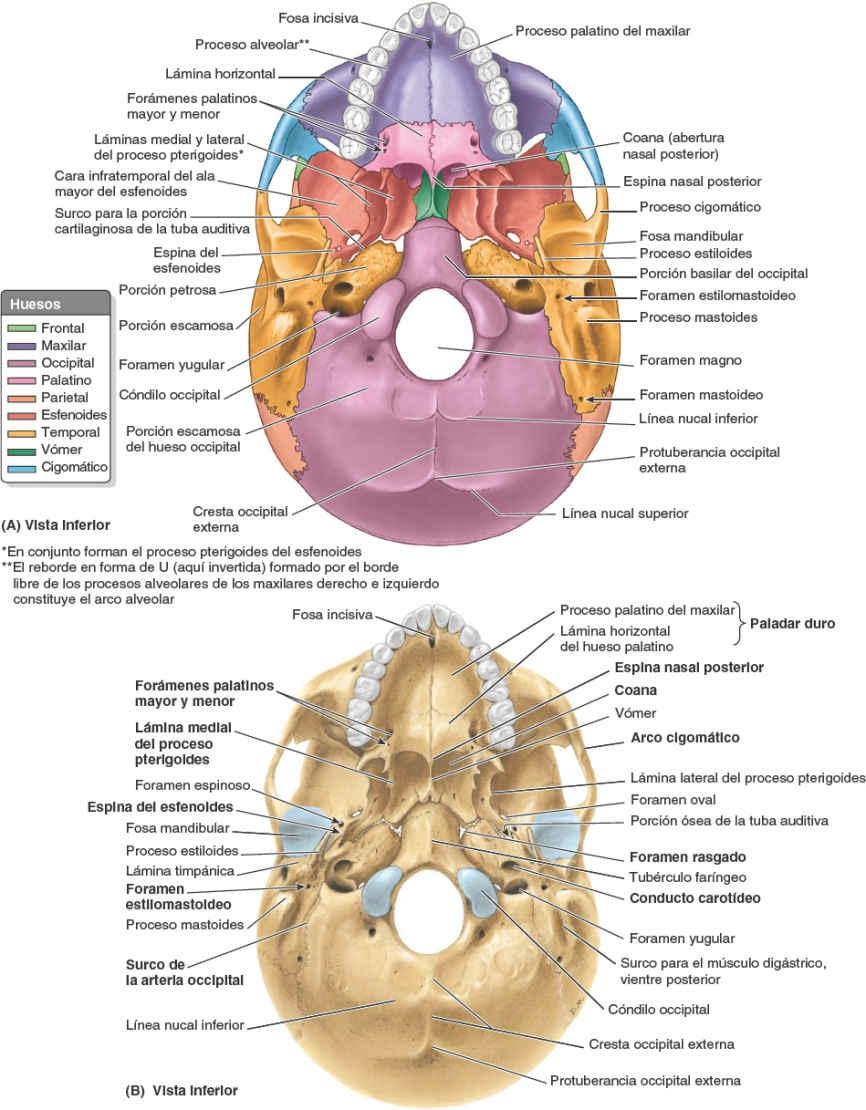 Fosa incisiva
Proceso alveolar**
Lámina horizontal
Forámenes palatinos
mayor y menor
Láminas medial y lateral
del proceso pterigoides*
Cara infratemporal del ala
mayor del esfenoides
Surco para la porción
cartilaginosa de la tuba auditiva
Espina del
esfenoides
Porción petrosa
Porción escamosa
Foramen yugular
Cóndilo occipital
Porción escamosa
del hueso occipital
Cresta occipital
externa
Proceso palatino del maxilar
Coana (abertura
nasal posterior)
Espina nasal posterior
Proceso cigomático
Fosa mandibular
Proceso estiloides
Porción basilar del occipital
Foramen estilomastoideo
Proceso mastoides
Foramen magno
Foramen mastoideo
Línea nucal inferior
Protuberancia occipital
externa
Línea nucal superior
Huesos
Frontal
Maxilar
Occipital
Palatino
Parietal
Esfenoides
Temporal
Vómer
Cigomático
(A) Vista inferior
*En conjunto forman el proceso pterigoides del esfenoides
**El reborde en forma de U (aquí invertida) formado por el borde
libre de los procesos alveolares de los maxilares derecho e izquierdo
constituye el arco alveolar
Fosa incisiva
Forámenes palatinos
mayor y menor
Lámina medial
del proceso
pterigoides
Foramen espinoso
Espina del esfenoides
Fosa mandibular
Proceso estiloides
Lámina timpánica
Foramen
estilomastoideo
Proceso mastoides
Surco de
la arteria occipital
Línea nucal inferior
Proceso palatino del maxilar
Lámina horizontal
del hueso palatino
Paladar duro
Espina nasal posterior
Coana
Vómer
Arco cigomático
Lámina lateral del proceso pterigoides
Foramen oval
Porción ósea de la tuba auditiva
Foramen rasgado
Tubérculo faríngeo
Conducto carotídeo
Foramen yugular
Surco para el músculo digástrico,
vientre posterior
Cóndilo occipital
Cresta occipital externa
Protuberancia occipital externa
(B) Vista inferior